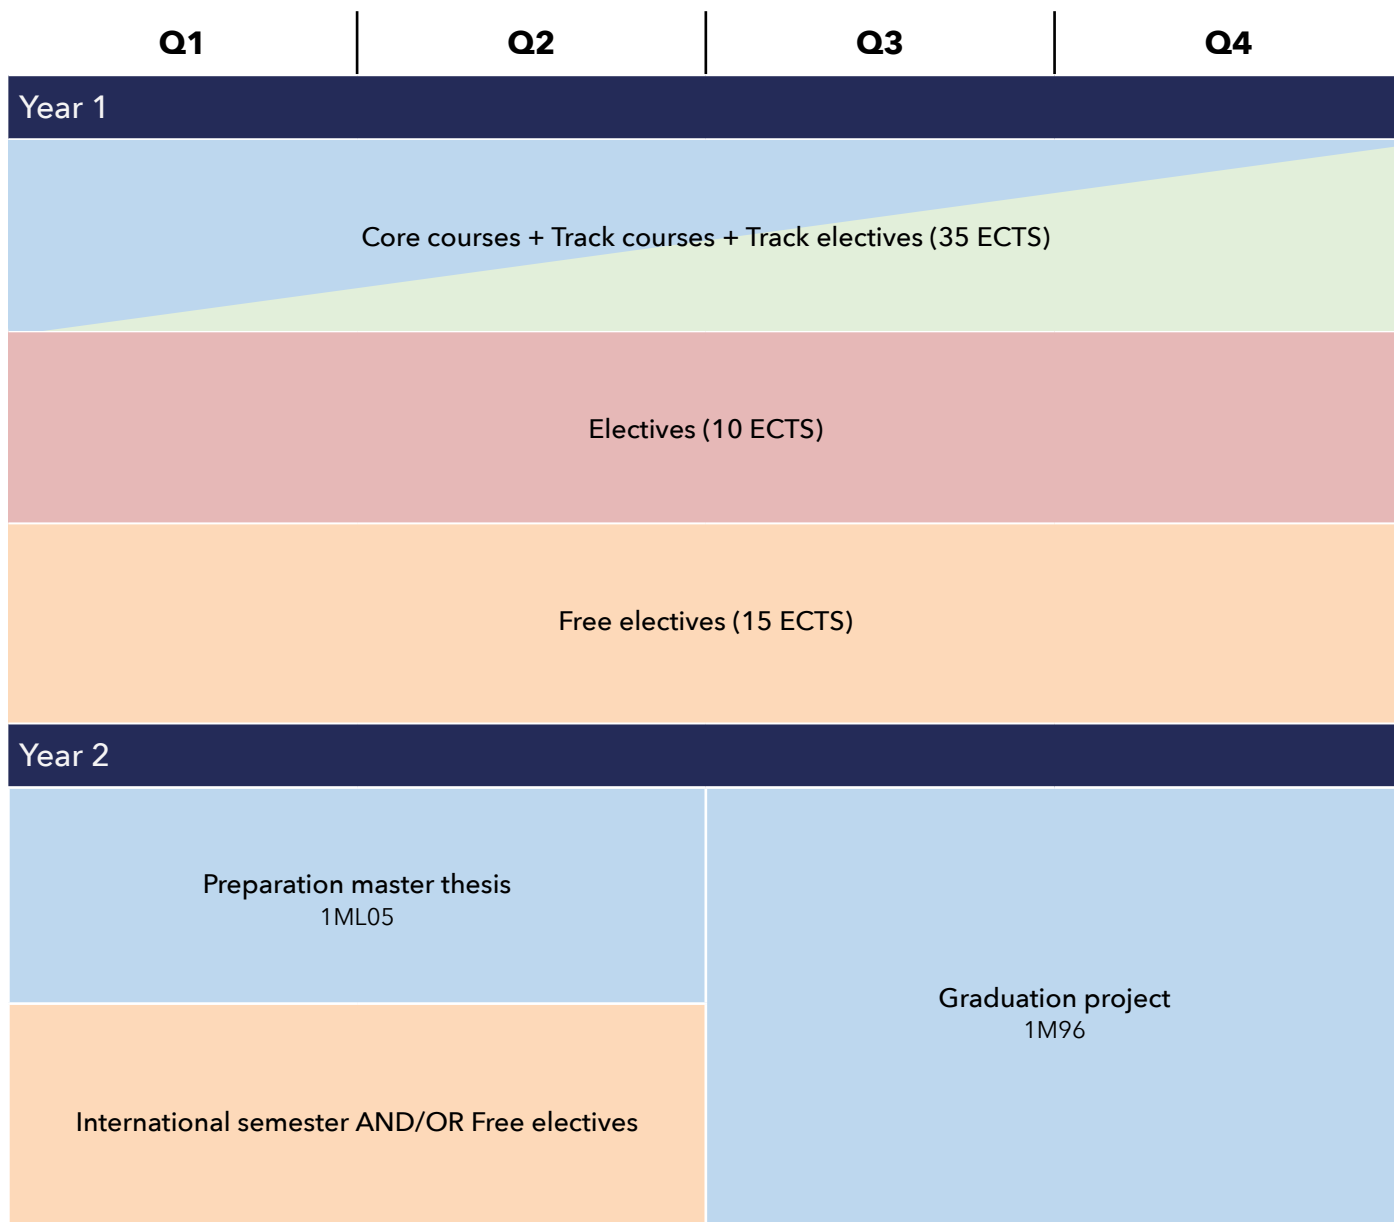 Q1 Q2 Q3 Q4
Year 1
Core courses + Track courses + Track electives (35 ECTS)
Electives (10 ECTS)
Free electives (15 ECTS)
Year 2
Preparation master thesis
1ML05
International semester AND/OR Free electives
Graduation project
1M96